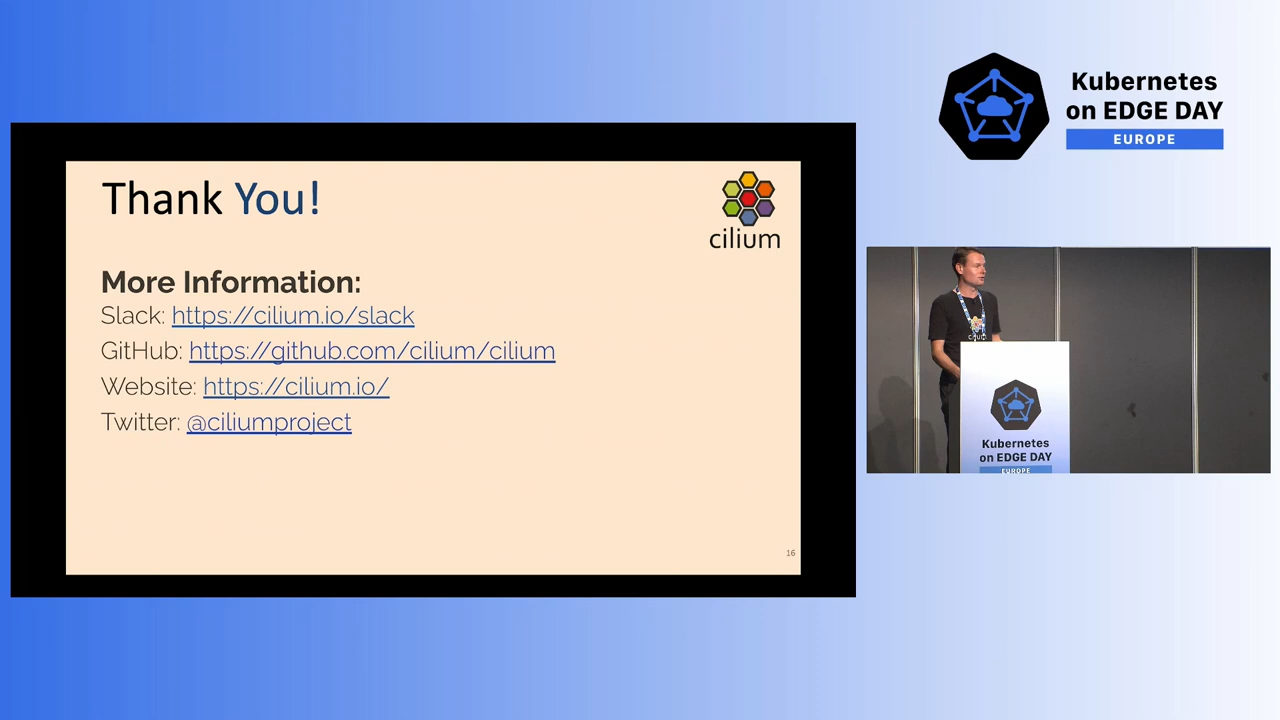 Thank You!
cilium
More Information:
Slack: https://cilium.io/slack
GitHub: https://github.com/cilium/cilium
Website: https://cilium.io/
Twitter: @ciliumproject
16
Kubernetes
on EDGE DAY
EUROPE
Kubernetes
on EDGE DAY
EUROPE